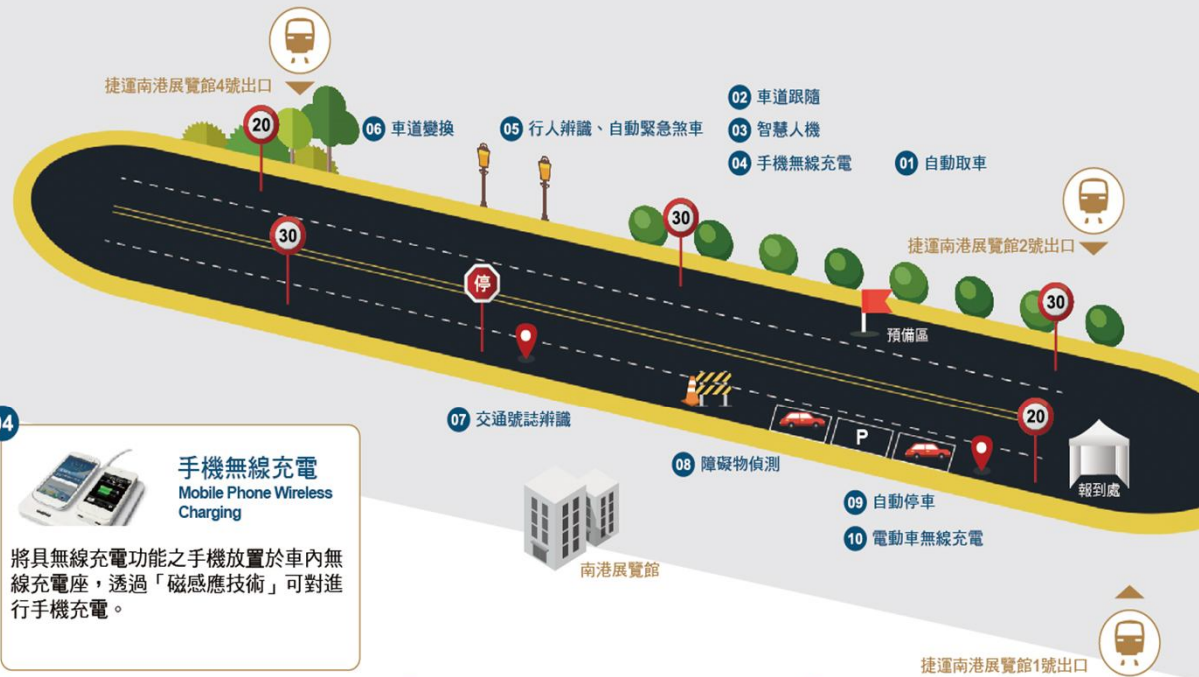 捷運南港展覽館4號出口
20
06 車道變換
05 行人辨識、自動緊急煞車
02 車道跟隨
03 智慧人機
04 手機無線充電
01 自動取車
捷運南港展覽館2號出口
30
30
停
30
預備區
20
P
報到處
07 交通號誌辨識
08 障礙物偵測
09 自動停車
10 電動車無線充電
南港展覽館
捷運南港展覽館1號出口
04
手機無線充電
Mobile Phone Wireless
Charging
將具無線充電功能之手機放置於車內無
線充電座，透過「磁感應技術」可對進
行手機充電。